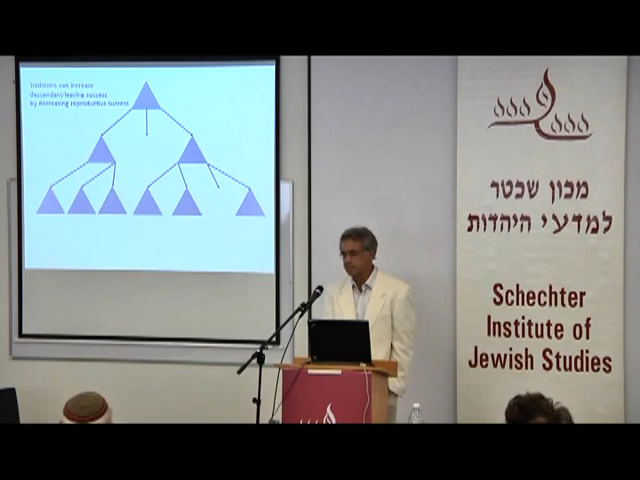 Traditions can increase
descendant-leaving success
by decreasing reproductive success
מכון שכטר
למדעי היהדות
Schechter
Institute of
Jewish Studies